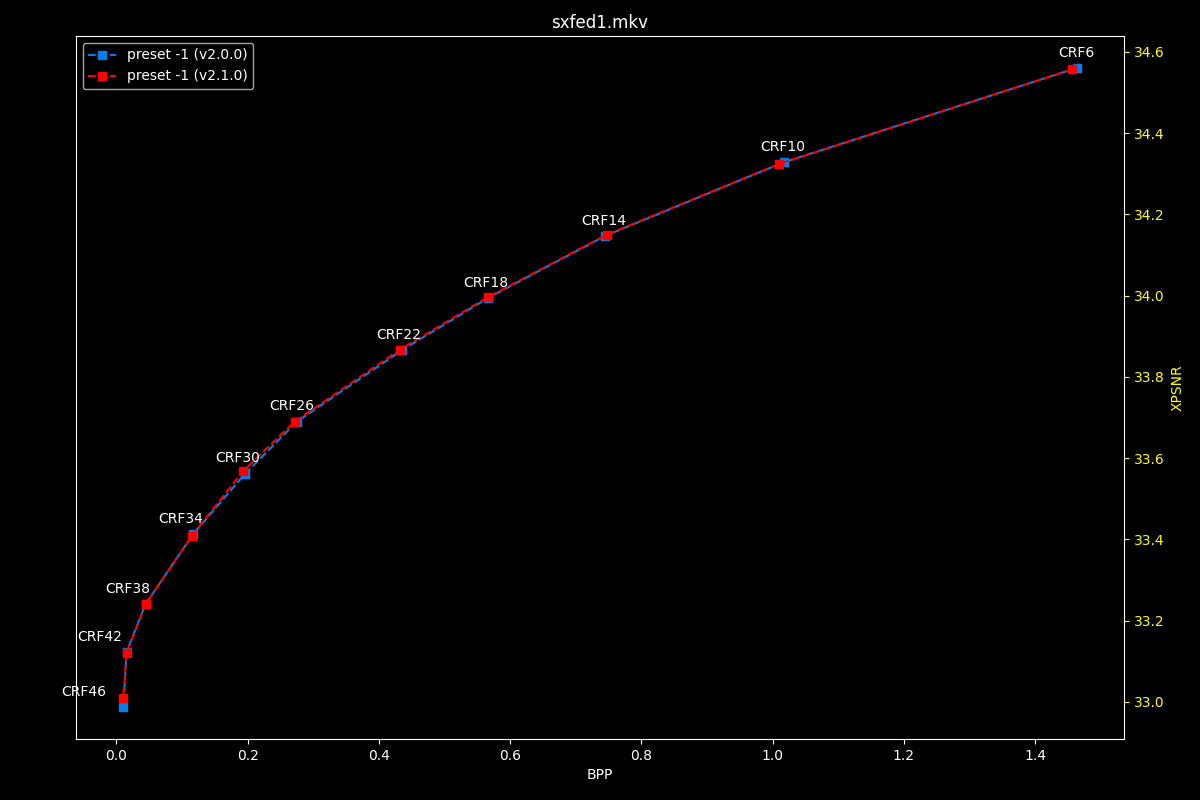 sxfed1.mkv
preset -1 (v2.0.0)
preset -1 (v2.1.0)
CRF6
CRF10
CRF14
CRF18
CRF22
CRF26
CRF30
CRF34
CRF38
CRF42
CRF46
34.6
34.4
34.2
34.0
33.8
33.6
33.4
33.2
33.0
XPSNR
0.0 0.2 0.4 0.6 0.8 1.0 1.2 1.4
BPP